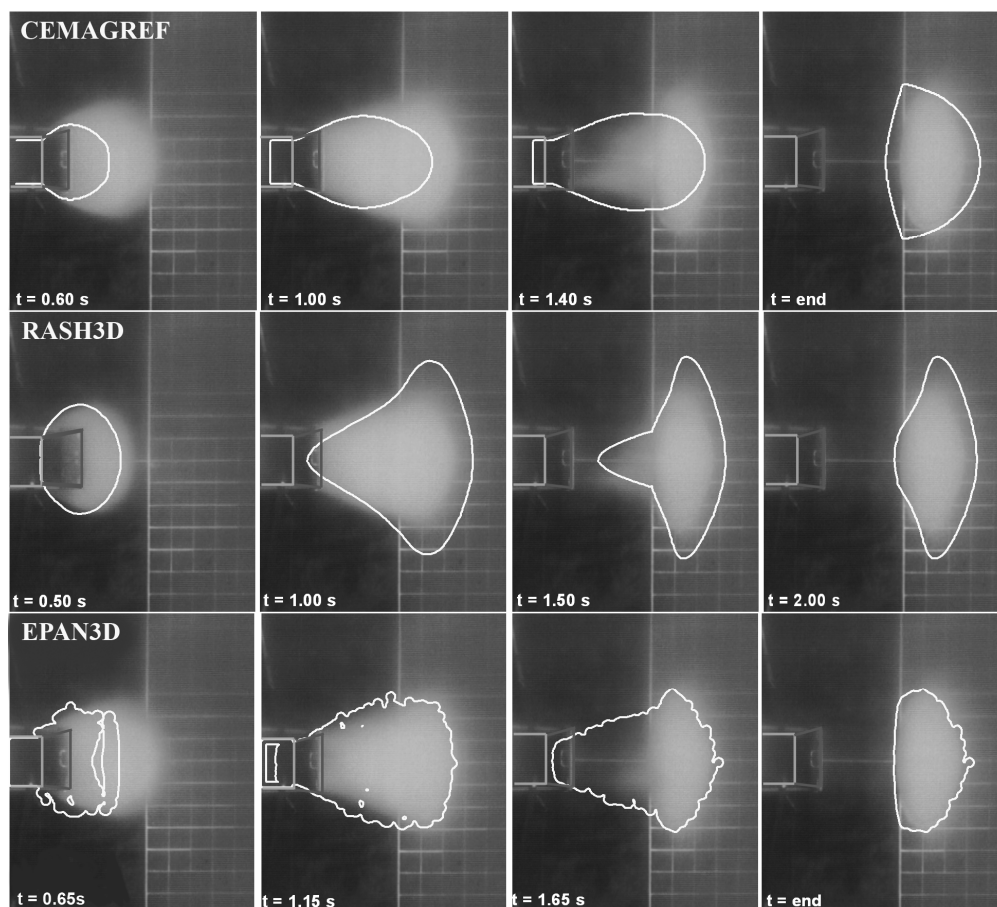 CEMAGREF
t = 0.60 s
t = 1.00 s
t = 1.40 s
t = end
RASH3D
t = 0.50 s
t = 1.00 s
t = 1.50 s
t = 2.00 s
EPAN3D
t = 0.65s
t = 1.15 s
t = 1.65 s
t = end